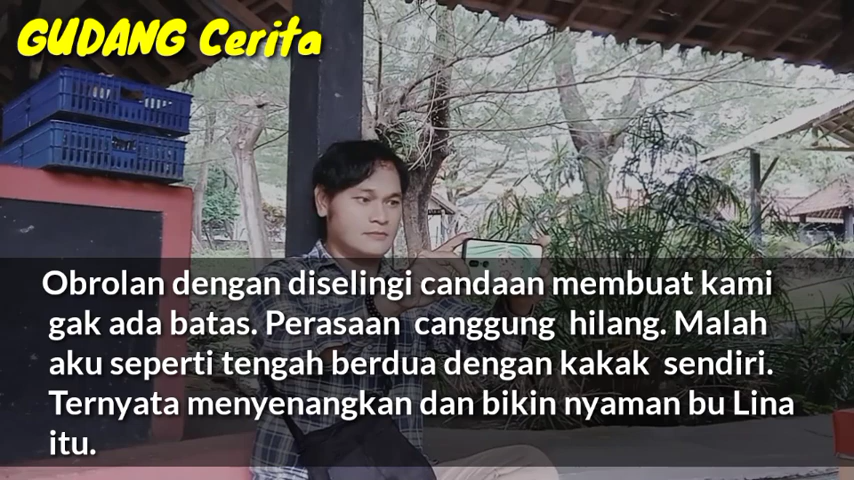 GUDANG Cerita
Obrolan dengan diselingi candaan membuat kami
gak ada batas. Perasaan canggung hilang. Malah
aku seperti tengah berdua dengan kakak sendiri.
Ternyata menyenangkan dan bikin nyaman bu Lina
itu.